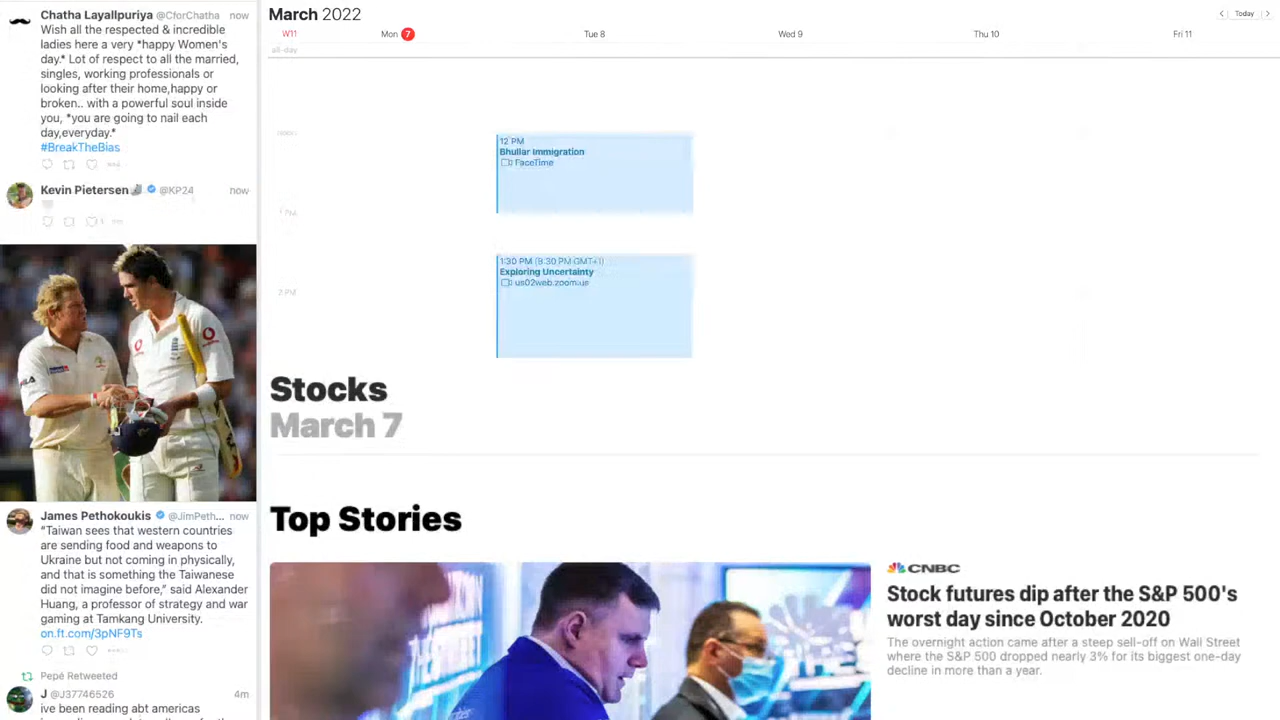 Chatha Layallpuriya @CforChatha now
Wish all the respected & incredible
ladies here a very *happy Women's
day.* Lot of respect to all the married,
singles, working professionals or
looking after their home,happy or
broken.. with a powerful soul inside
you, *you are going to nail each
day,everyday.*
#BreakTheBias
Kevin Pietersen @KP24 now
James Pethokoukis @JimPeth... now
"Taiwan sees that western countries
are sending food and weapons to
Ukraine but not coming in physically,
and that is something the Taiwanese
did not imagine before," said Alexander
Huang, a professor of strategy and war
gaming at Tamkang University.
on.ft.com/3pNF9Ts
Pepé Retweeted
J @J37746526 4m
ive been reading abt americas
March 2022
< Today >
W11 Mon 7 Tue 8 Wed 9 Thu 10 Fri 11
all-day
12 PM
Bhullar Immigration
FaceTime
1 PM
1:30 PM (8:30 PM GMT+1)
Exploring Uncertainty
us02web.zoom.us
2 PM
Stocks
March 7
Top Stories
CNBC
Stock futures dip after the S&P 500's
worst day since October 2020
The overnight action came after a steep sell-off on Wall Street
where the S&P 500 dropped nearly 3% for its biggest one-day
decline in more than a year.